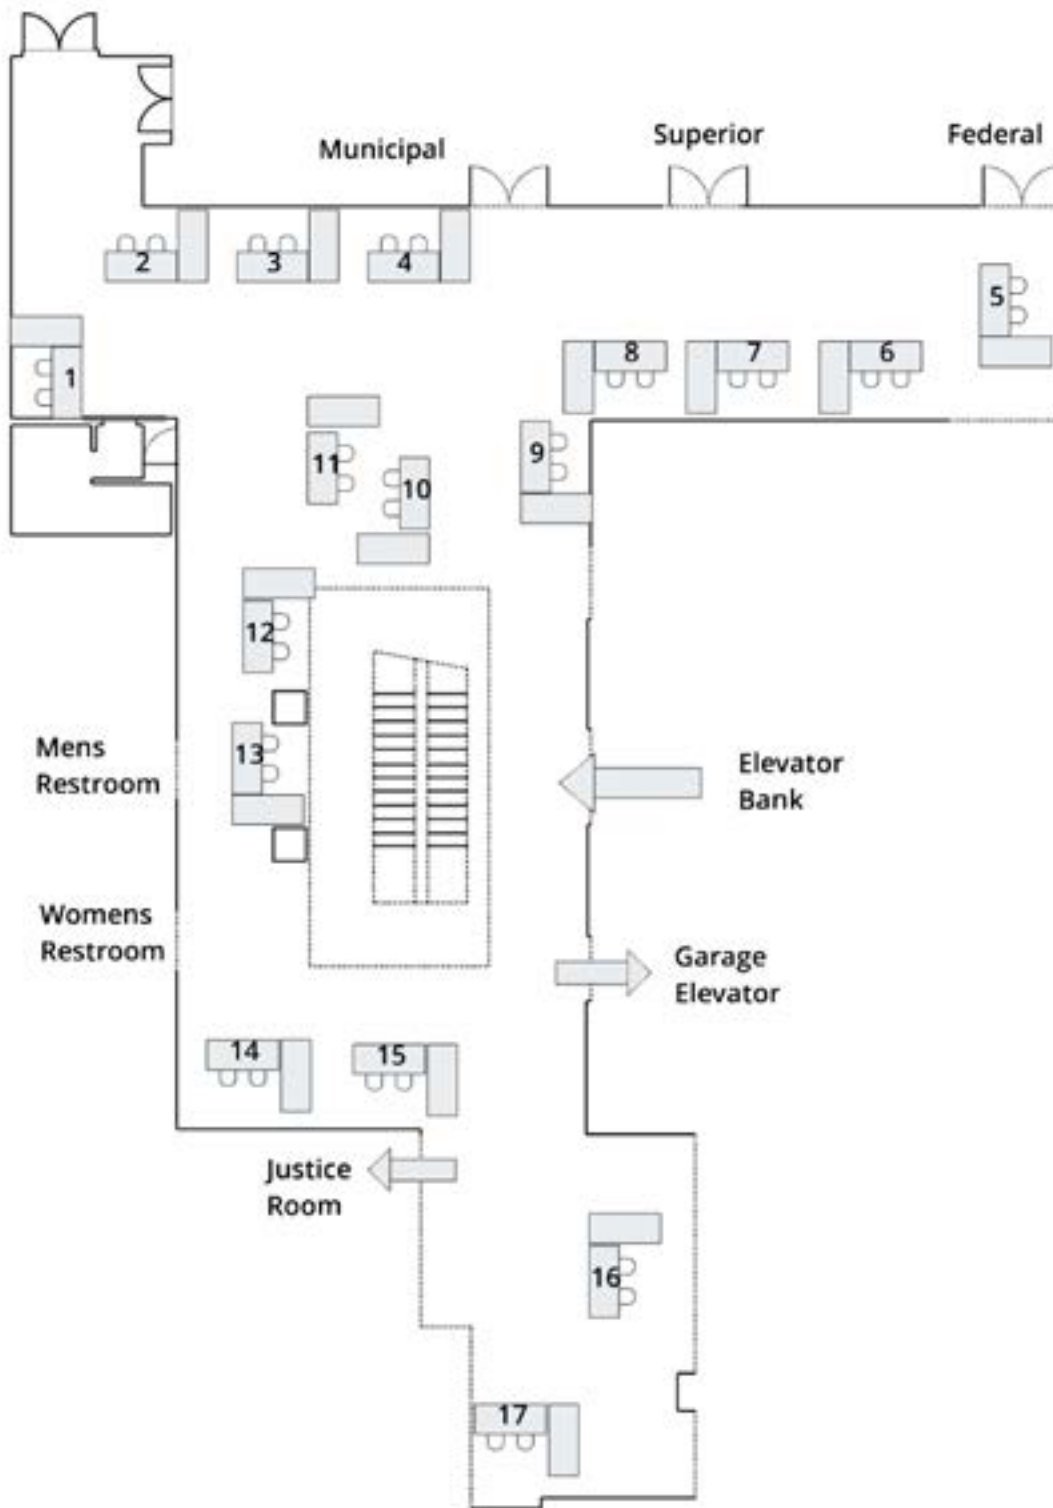 Municipal
Superior
Federal
2
3
4
5
1
8
7
6
11
10
9
12
13
Mens
Restroom
Elevator
Bank
Womens
Restroom
Garage
Elevator
14
15
Justice
Room
16
17